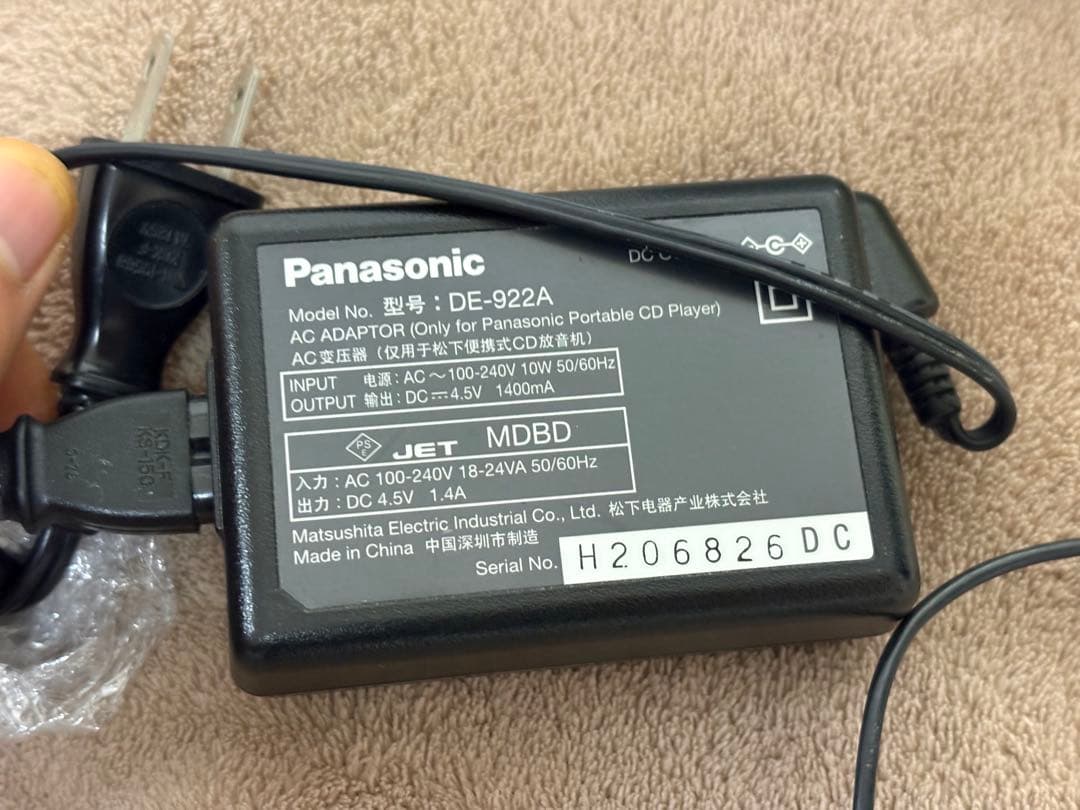 Panasonic
DC
Model No. 型号：DE-922A
AC ADAPTOR (Only for Panasonic Portable CD Player)
AC变压器（仅用于松下便携式CD放音机）
INPUT 电源：AC～100-240V 10W 50/60Hz
OUTPUT 输出：DC⎓4.5V 1400mA
PS
E
JET MDBD
入力：AC 100-240V 18-24VA 50/60Hz
出力：DC 4.5V 1.4A
Matsushita Electric Industrial Co., Ltd. 松下电器产业株式会社
Made in China 中国深圳市制造
Serial No. H206826DC
KDK-F
KS-15D